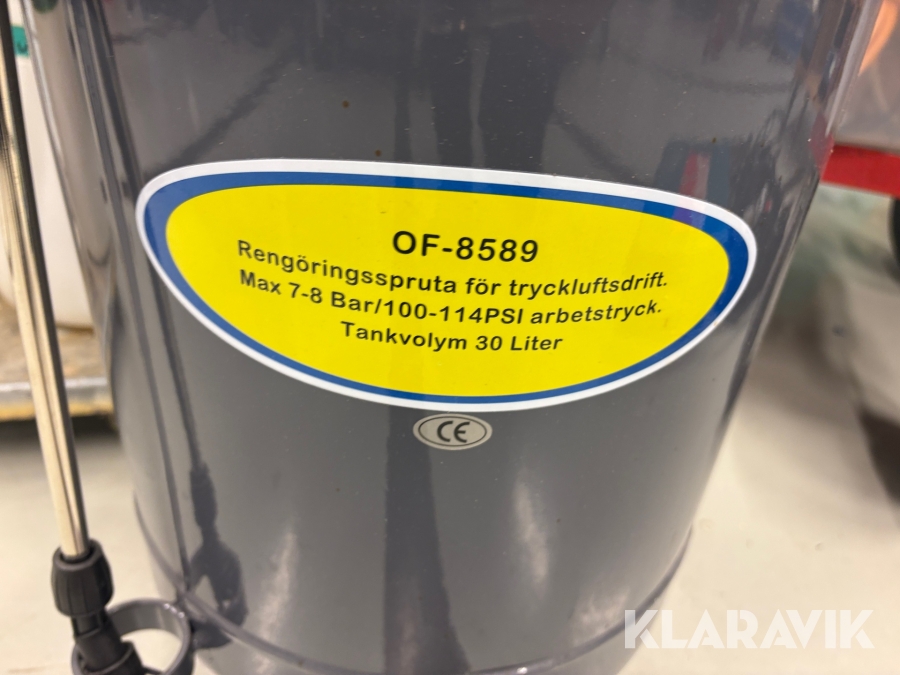 OF-8589
Rengöringsspruta för tryckluftsdrift.
Max 7-8 Bar/100-114PSI arbetstryck.
Tankvolym 30 Liter
CE
KLARAVIK